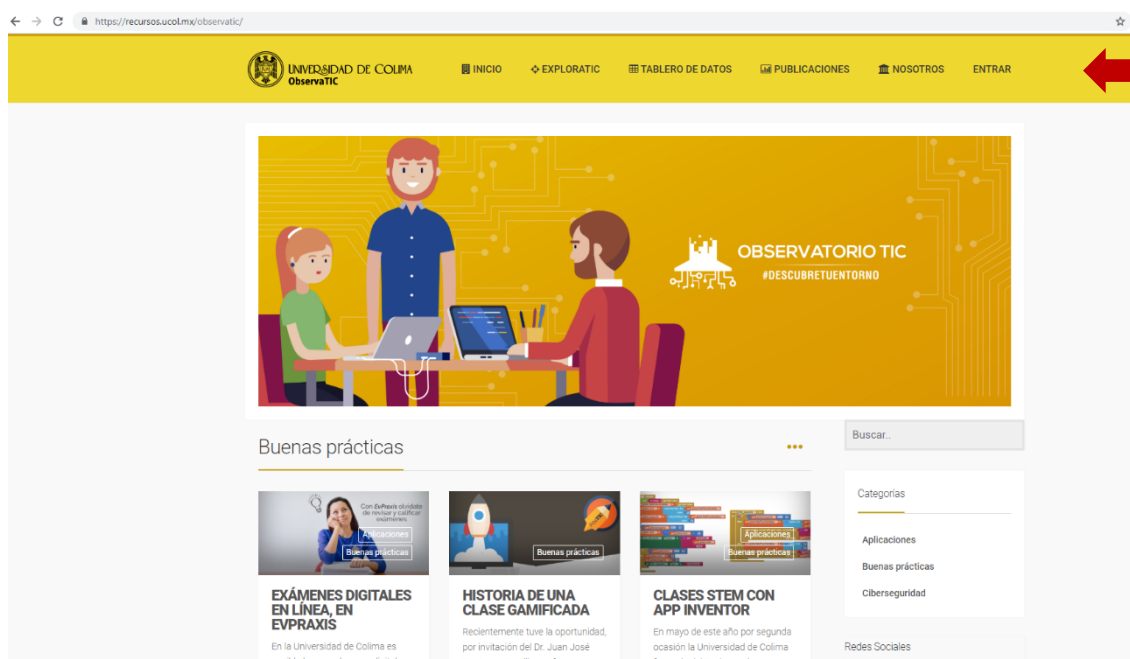 https://recursos.ucol.mx/observatic/
UNIVERSIDAD DE COLIMA
ObservaTIC
INICIO
EXPLORATIC
TABLERO DE DATOS
PUBLICACIONES
NOSOTROS
ENTRAR
OBSERVATORIO TIC
#DESCUBRETUENTORNO
Buenas prácticas
Buscar..
Categorias
Aplicaciones
Buenas prácticas
Ciberseguridad
Redes Sociales
Con EvPraxis olvídate
de revisar y calificar
exámenes
Aplicaciones
Buenas prácticas
EXÁMENES DIGITALES
EN LÍNEA, EN
EVPRAXIS
En la Universidad de Colima es
Buenas prácticas
HISTORIA DE UNA
CLASE GAMIFICADA
Recientemente tuve la oportunidad,
por invitación del Dr. Juan José
Aplicaciones
Buenas prácticas
CLASES STEM CON
APP INVENTOR
En mayo de este año por segunda
ocasión la Universidad de Colima